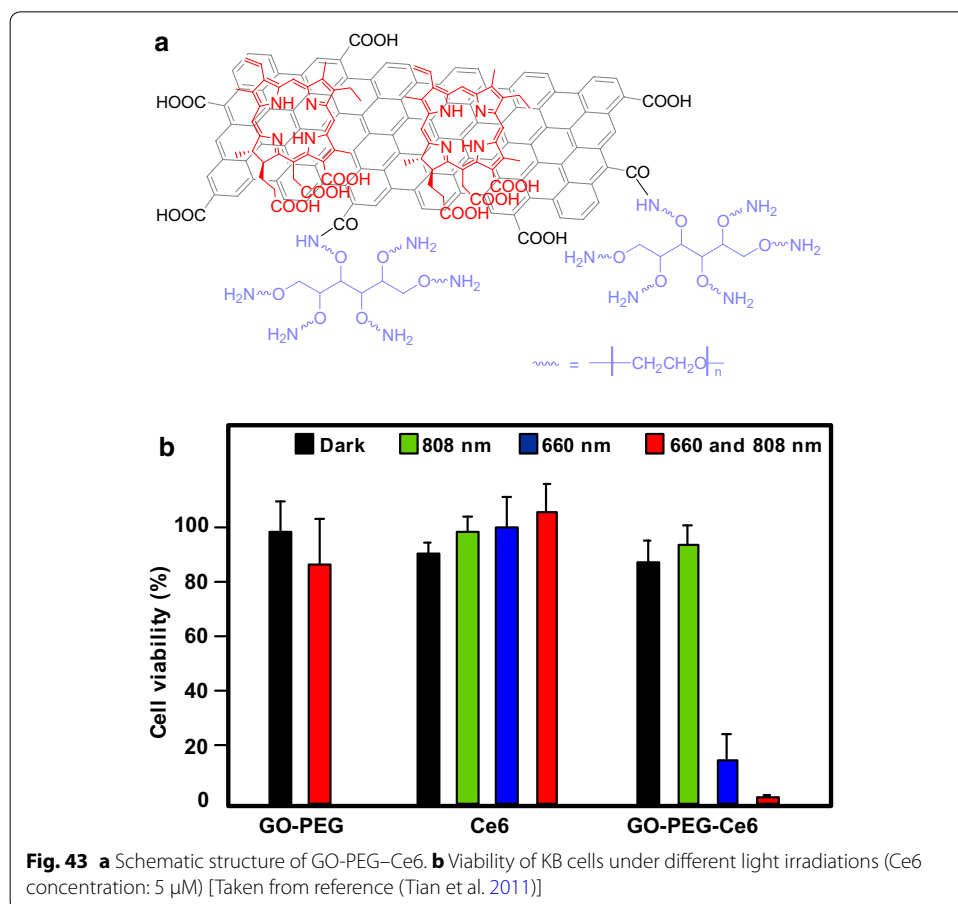 a
COOH
HOOC
COOH
NH N
NH N
N HN
N HN
COOH
COOH
COOH
COOH
COOH
COOH
HOOC
CO
CO
COOH
HN
O
O
NH₂
H₂N
O
O
O
NH₂
H₂N
O
O
NH₂
HN
O
O
NH₂
H₂N
O
O
O
NH₂
H₂N
O
O
NH₂
= CH₂CH₂O n
b
Dark 808 nm 660 nm 660 and 808 nm
Cell viability (%)
100
80
60
40
20
0
GO-PEG Ce6 GO-PEG-Ce6
Fig. 43 a Schematic structure of GO-PEG–Ce6. b Viability of KB cells under different light irradiations (Ce6
concentration: 5 µM) [Taken from reference (Tian et al. 2011)]